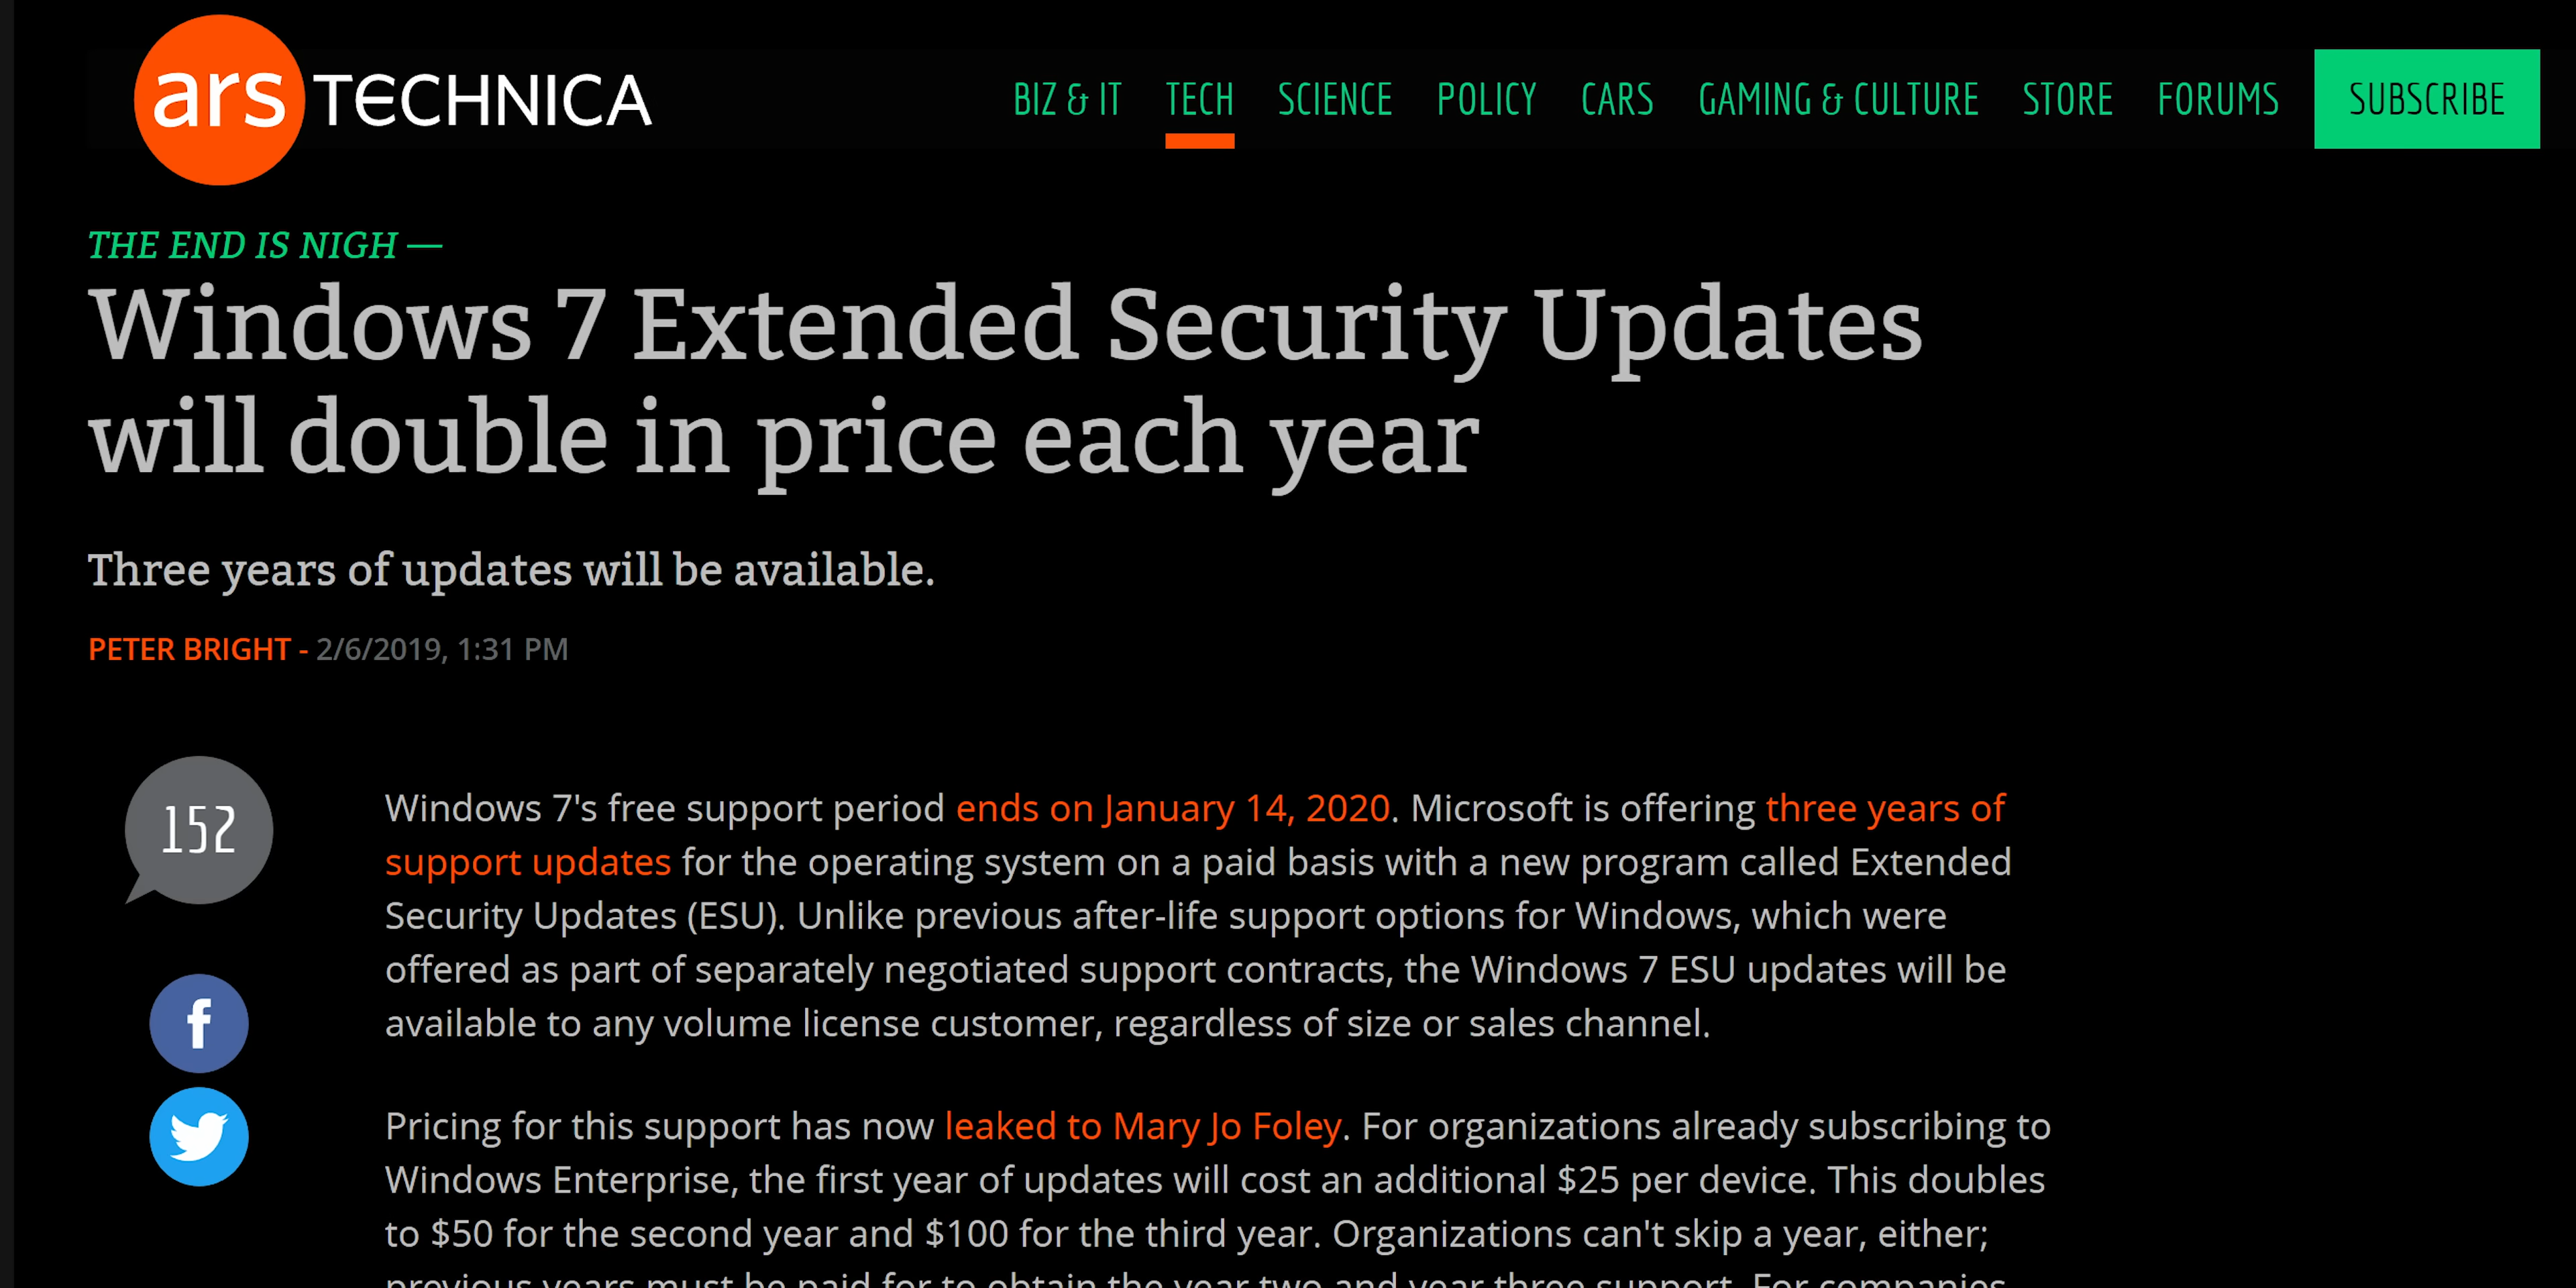 ars TECHNICA
BIZ & IT TECH SCIENCE POLICY CARS GAMING & CULTURE STORE FORUMS SUBSCRIBE
THE END IS NIGH —
Windows 7 Extended Security Updates
will double in price each year
Three years of updates will be available.
PETER BRIGHT - 2/6/2019, 1:31 PM
152
Windows 7's free support period ends on January 14, 2020. Microsoft is offering three years of
support updates for the operating system on a paid basis with a new program called Extended
Security Updates (ESU). Unlike previous after-life support options for Windows, which were
offered as part of separately negotiated support contracts, the Windows 7 ESU updates will be
available to any volume license customer, regardless of size or sales channel.
Pricing for this support has now leaked to Mary Jo Foley. For organizations already subscribing to
Windows Enterprise, the first year of updates will cost an additional $25 per device. This doubles
to $50 for the second year and $100 for the third year. Organizations can't skip a year, either;
previous years must be paid for to obtain the year two and year three support. For companies